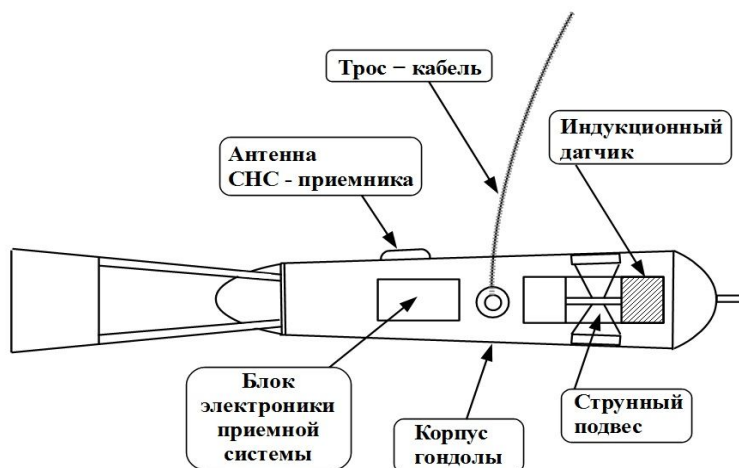 Трос – кабель
Индукционный
датчик
Антенна
СНС - приемника
Блок
электроники
приемной
системы
Корпус
гондолы
Струнный
подвес